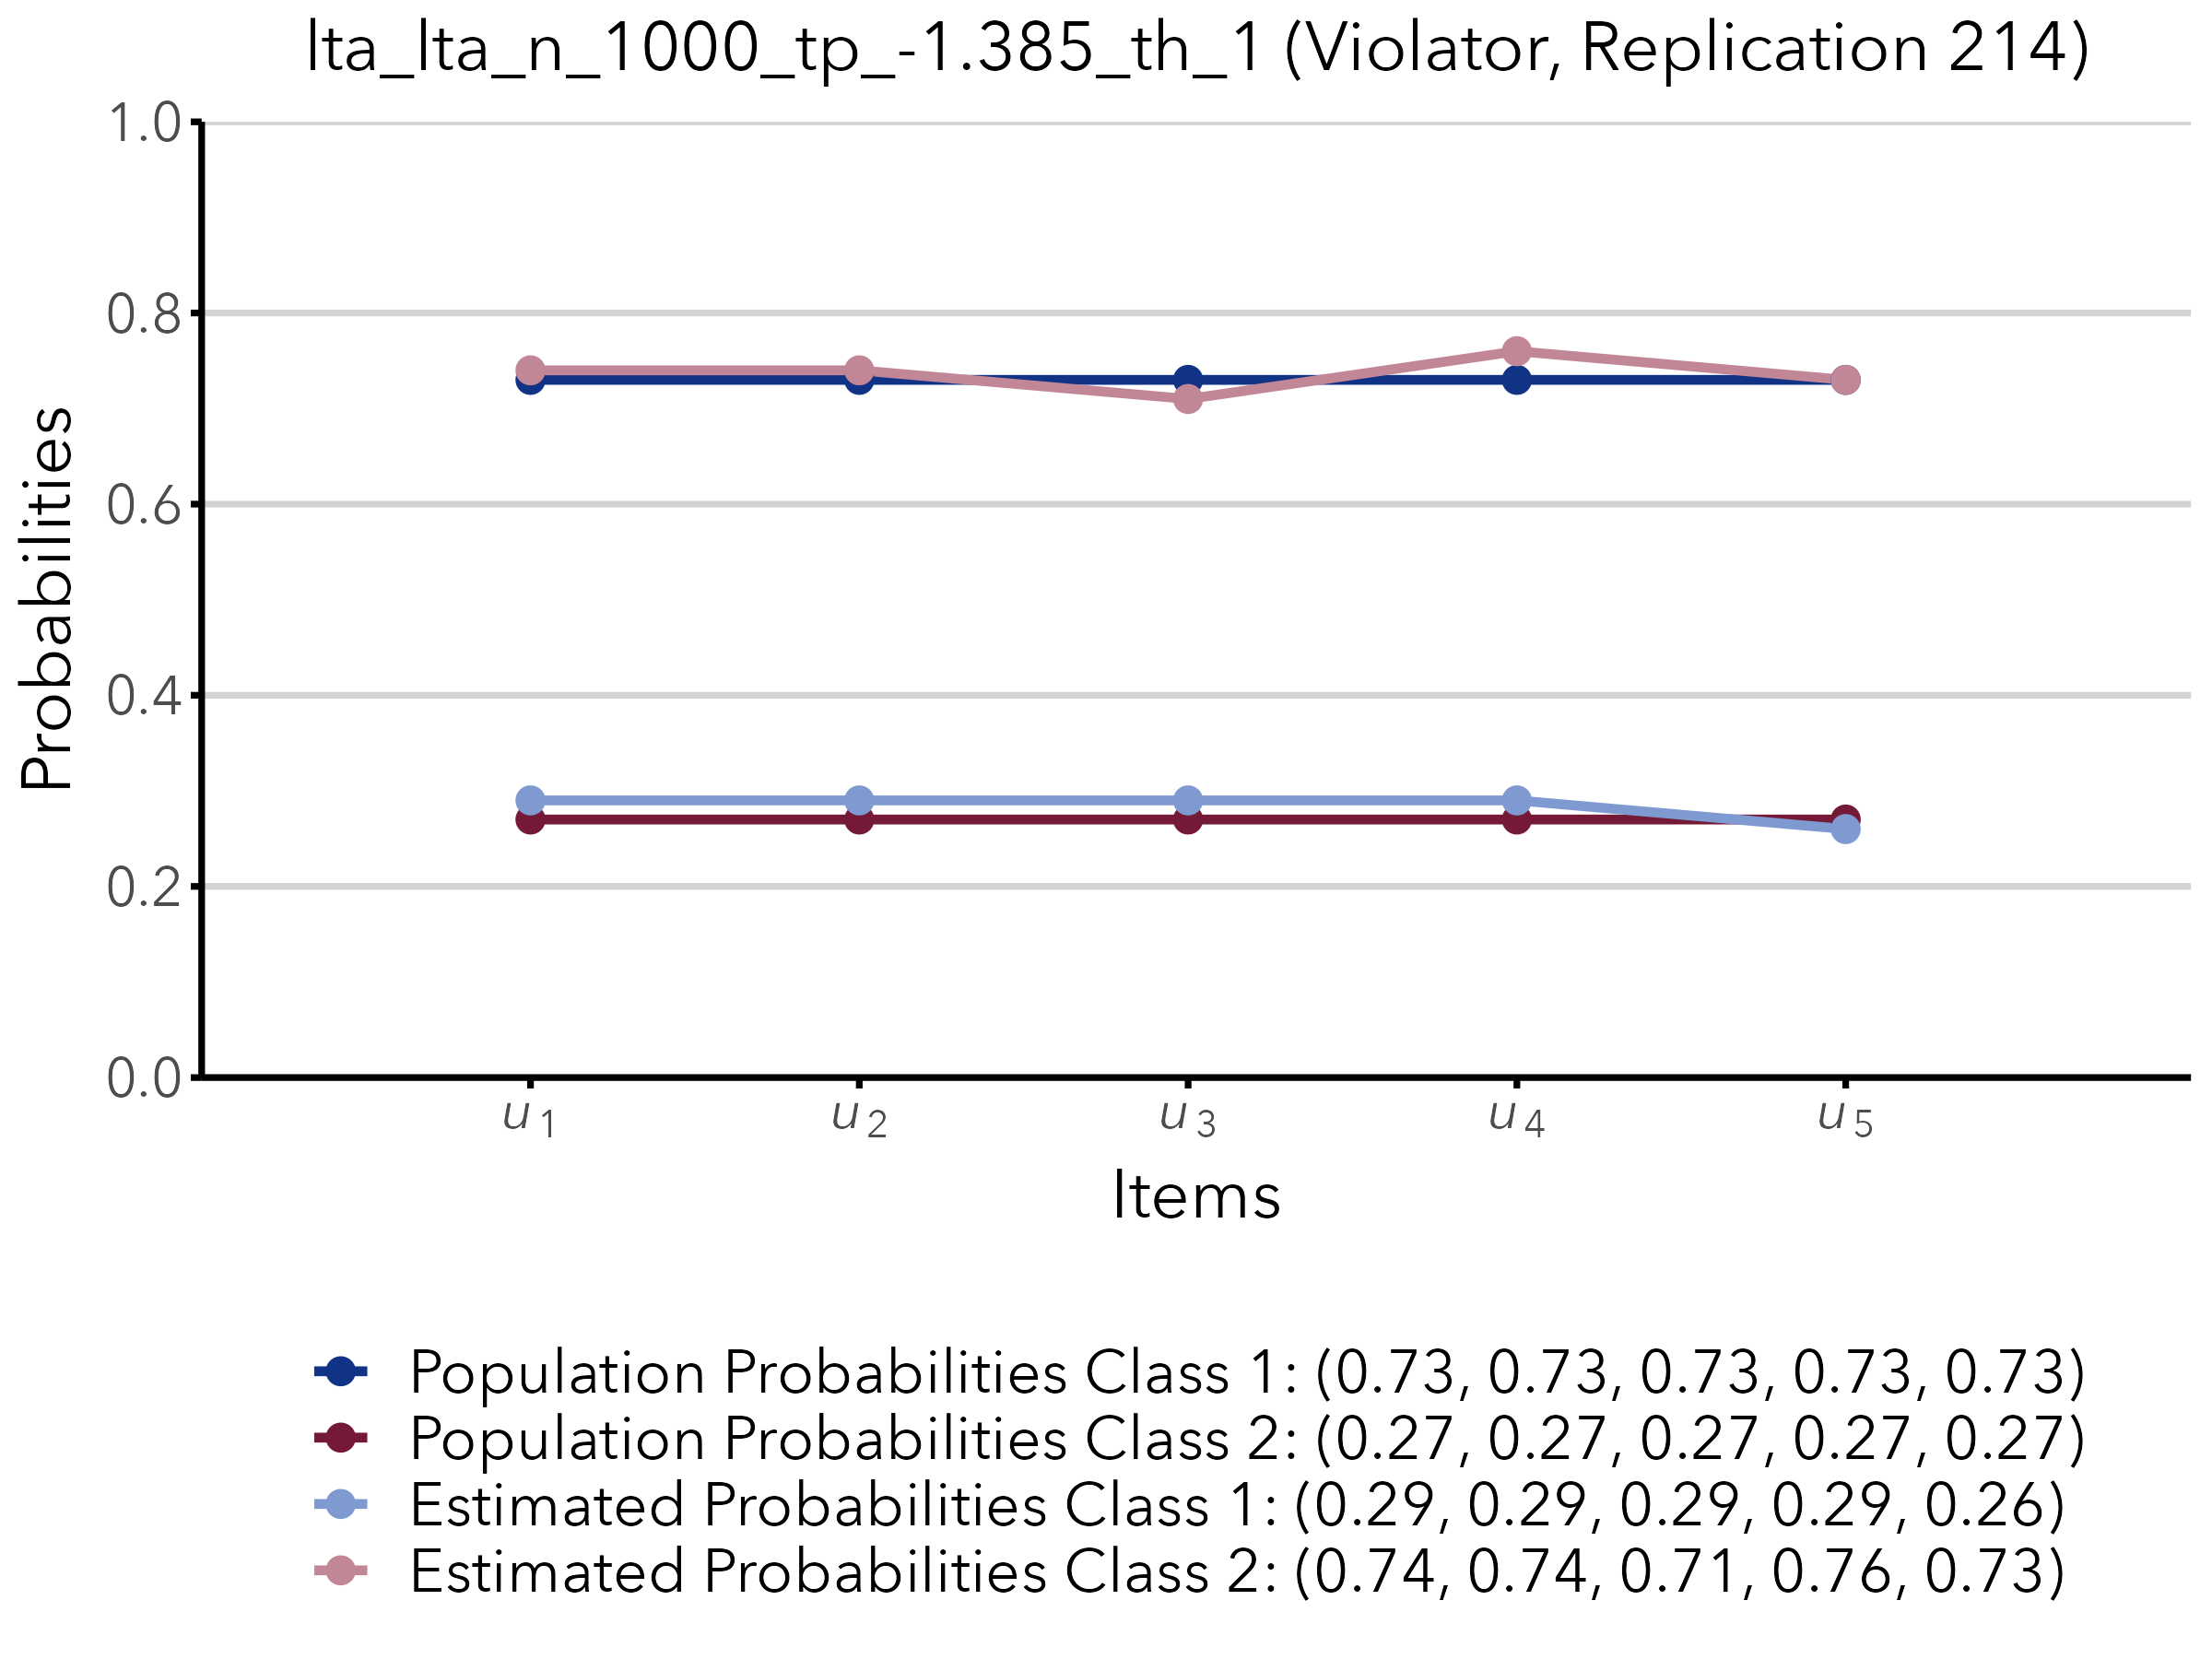 lta_lta_n_1000_tp_-1.385_th_1 (Violator, Replication 214)
1.0
0.8
0.6
0.4
0.2
0.0
Probabilities
u1
u2
u3
u4
u5
Items
Population Probabilities Class 1: (0.73, 0.73, 0.73, 0.73, 0.73)
Population Probabilities Class 2: (0.27, 0.27, 0.27, 0.27, 0.27)
Estimated Probabilities Class 1: (0.29, 0.29, 0.29, 0.29, 0.26)
Estimated Probabilities Class 2: (0.74, 0.74, 0.71, 0.76, 0.73)